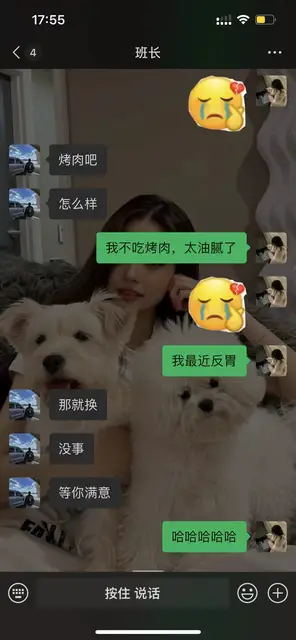 17:55
4
班长
烤肉吧
怎么样
我不吃烤肉，太油腻了
我最近反胃
那就换
没事
等你满意
哈哈哈哈哈
按住 说话